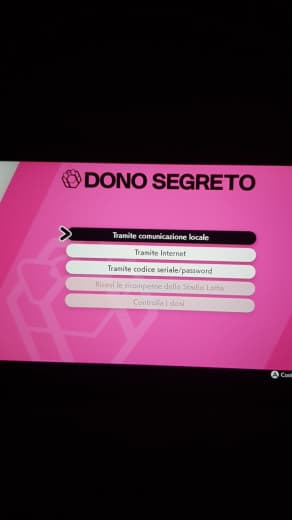 DONO SEGRETO
Tramite comunicazione locale
Tramite Internet
Tramite codice seriale/password
Ricevi le ricompense dello Stadio Lotta
Controlla i doni
A Con